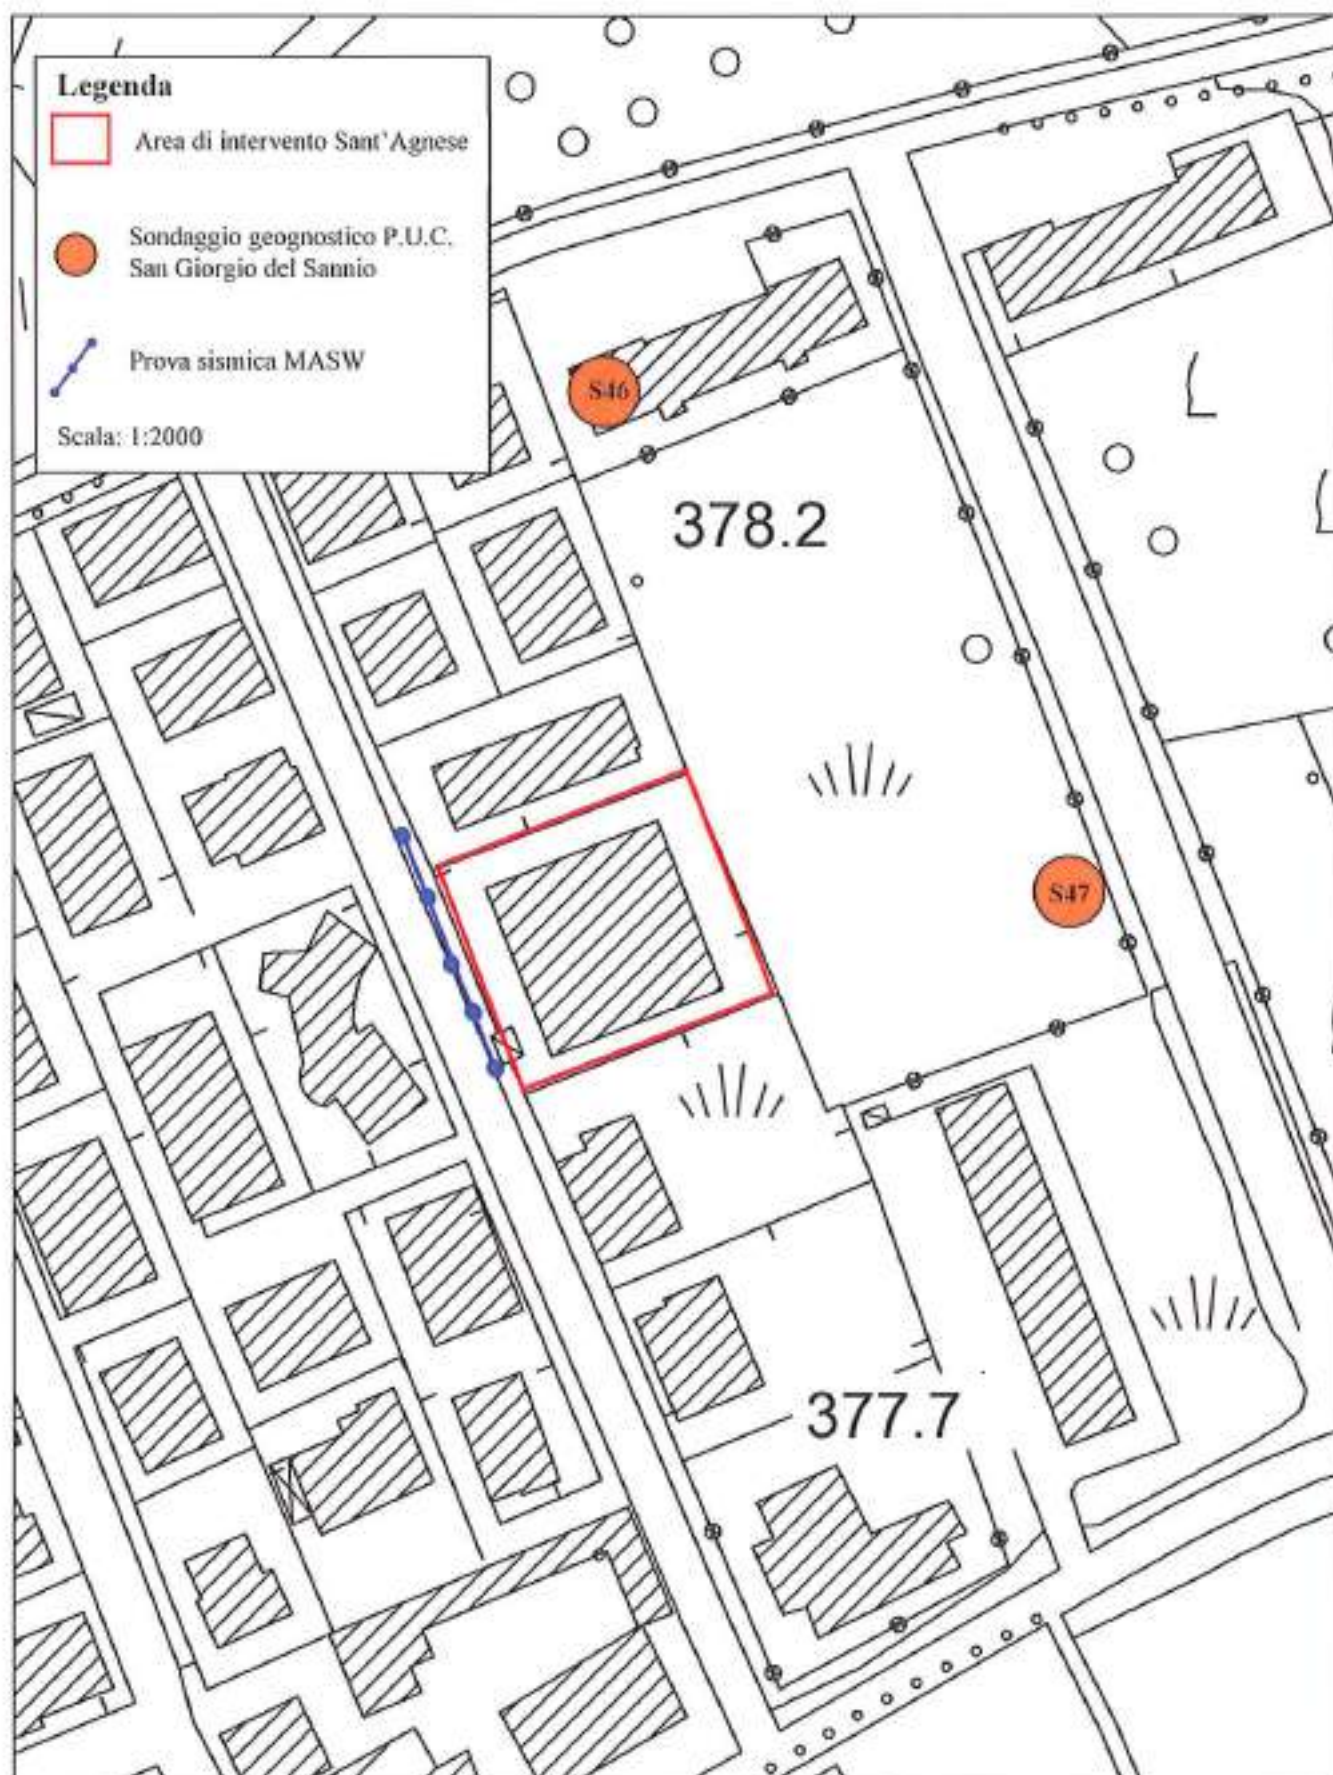 Legenda
Area di intervento Sant'Agnese
Sondaggio geognostico P.U.C.
San Giorgio del Sannio
Prova sismica MASW
Scala: 1:2000
S46
378.2
S47
377.7